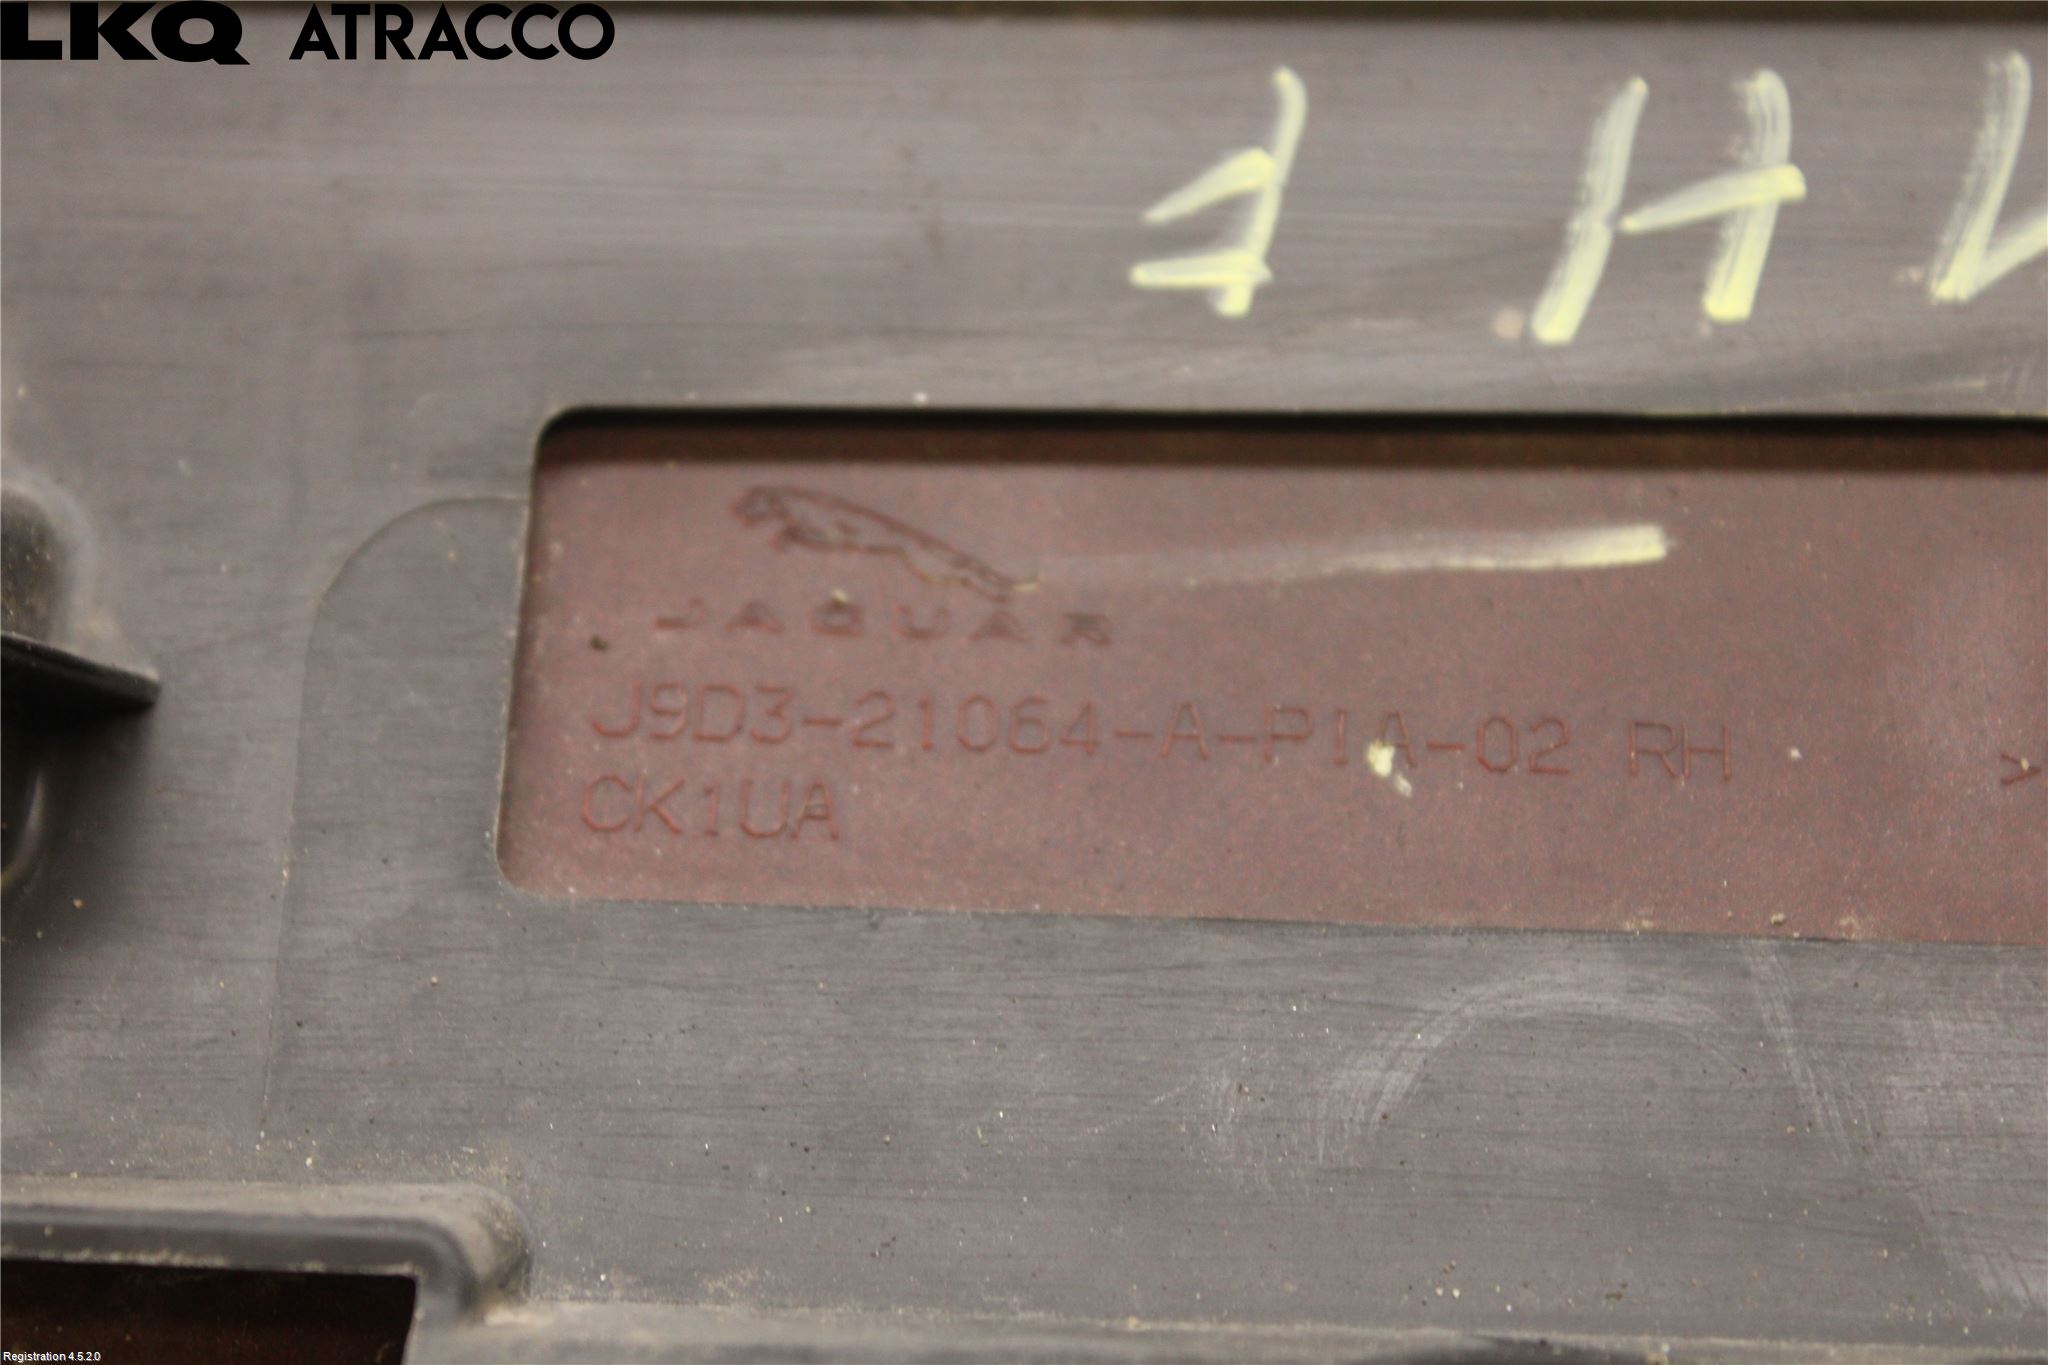 LKQ ATRACCO
H F
JAGUAR
J9D3-21064-A-PIA-02 RH
CK1UA
>
Registration 4.5.2.0